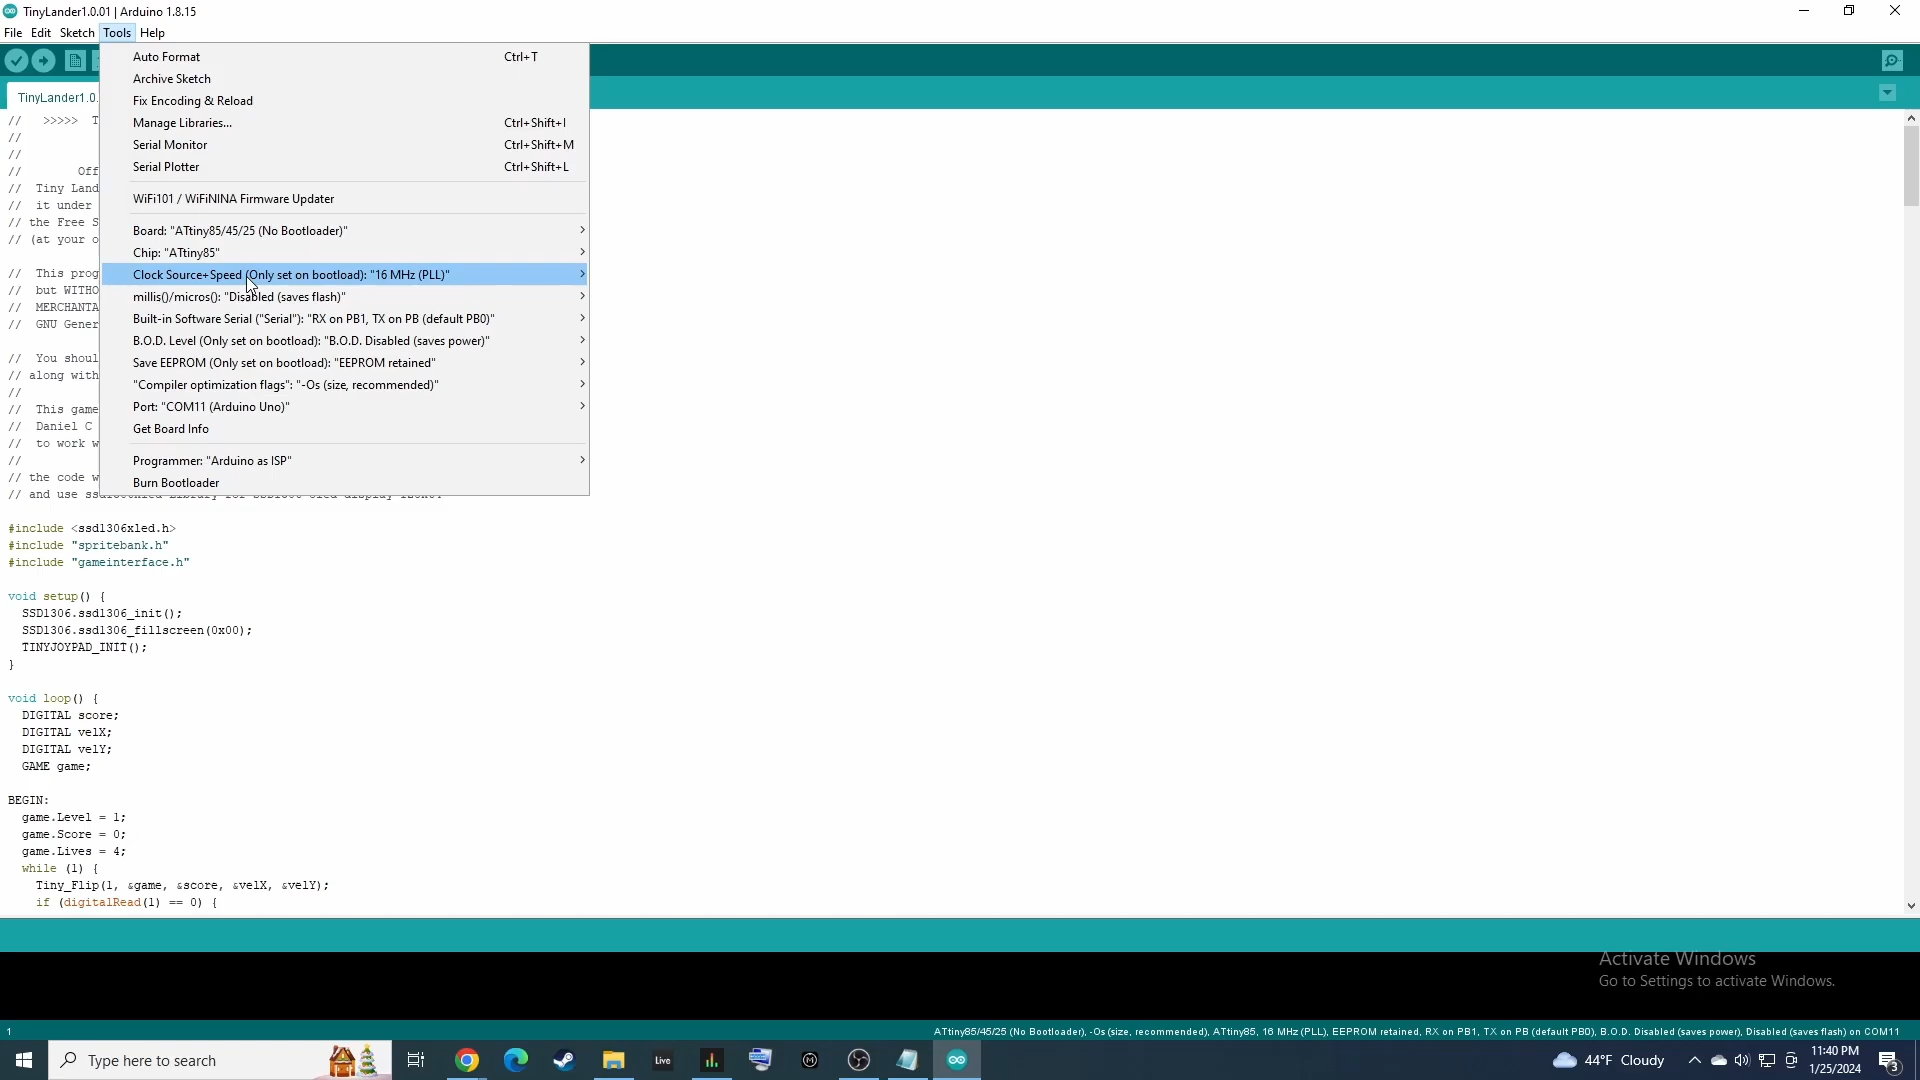 TinyLander1.0.01 | Arduino 1.8.15
File Edit Sketch Tools Help
TinyLander1.0.
Auto Format Ctrl+T
Archive Sketch
Fix Encoding & Reload
Manage Libraries... Ctrl+Shift+I
Serial Monitor Ctrl+Shift+M
Serial Plotter Ctrl+Shift+L
WiFi101 / WiFiNINA Firmware Updater
Board: "ATtiny85/45/25 (No Bootloader)"
Chip: "ATtiny85"
Clock Source+Speed (Only set on bootload): "16 MHz (PLL)"
millis()/micros(): "Disabled (saves flash)"
Built-in Software Serial ("Serial"): "RX on PB1, TX on PB (default PB0)"
B.O.D. Level (Only set on bootload): "B.O.D. Disabled (saves power)"
Save EEPROM (Only set on bootload): "EEPROM retained"
"Compiler optimization flags": "-Os (size, recommended)"
Port: "COM11 (Arduino Uno)"
Get Board Info
Programmer: "Arduino as ISP"
Burn Bootloader
// >>>>> T
//
//
// Off
// Tiny Land
// it under
// the Free S
// (at your o
// This prog
// but WITHO
// MERCHANTA
// GNU Gener
// You shoul
// along with
//
// This game
// Daniel C
// to work w
//
// the code w
// and use
#include <ssd1306xled.h>
#include "spritebank.h"
#include "gameinterface.h"
void setup() {
SSD1306.ssd1306_init();
SSD1306.ssd1306_fillscreen(0x00);
TINYJOYPAD_INIT();
}
void loop() {
DIGITAL score;
DIGITAL velX;
DIGITAL velY;
GAME game;
BEGIN:
game.Level = 1;
game.Score = 0;
game.Lives = 4;
while (1) {
Tiny_Flip(1, &game, &score, &velX, &velY);
if (digitalRead(1) == 0) {
Activate Windows
Go to Settings to activate Windows.
1 ATtiny85/45/25 (No Bootloader), -Os (size, recommended), ATtiny85, 16 MHz (PLL), EEPROM retained, RX on PB1, TX on PB (default PB0), B.O.D. Disabled (saves power), Disabled (saves flash) on COM11
Type here to search
Live
44°F Cloudy
11:40 PM
1/25/2024
3